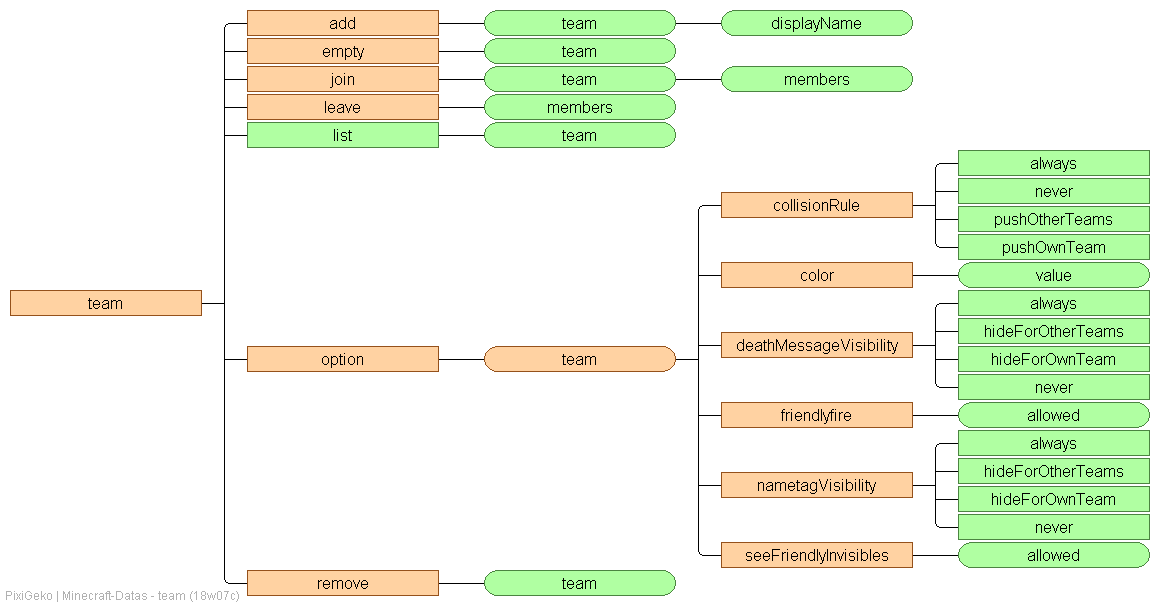 add team displayName
empty team
join team members
leave members
list team
always
never
collisionRule
pushOtherTeams
pushOwnTeam
color value
team
always
hideForOtherTeams
deathMessageVisibility
option team
hideForOwnTeam
never
friendlyfire allowed
always
hideForOtherTeams
nametagVisibility
hideForOwnTeam
never
seeFriendlyInvisibles allowed
remove team
PixiGeko | Minecraft-Datas - team (18w07c)